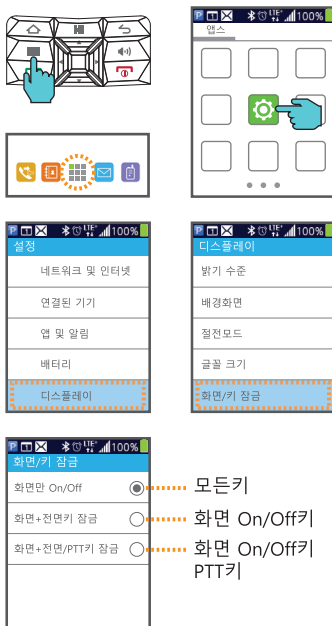 P LTE+ 100%
앱스
P LTE+ 100%
설정
네트워크 및 인터넷
연결된 기기
앱 및 알림
배터리
디스플레이
P LTE+ 100%
디스플레이
밝기 수준
배경화면
절전모드
글꼴 크기
화면/키 잠금
P LTE+ 100%
화면/키 잠금
화면만 On/Off
모든키
화면+전면키 잠금
화면 On/Off키
화면+전면/PTT키 잠금
화면 On/Off키
PTT키